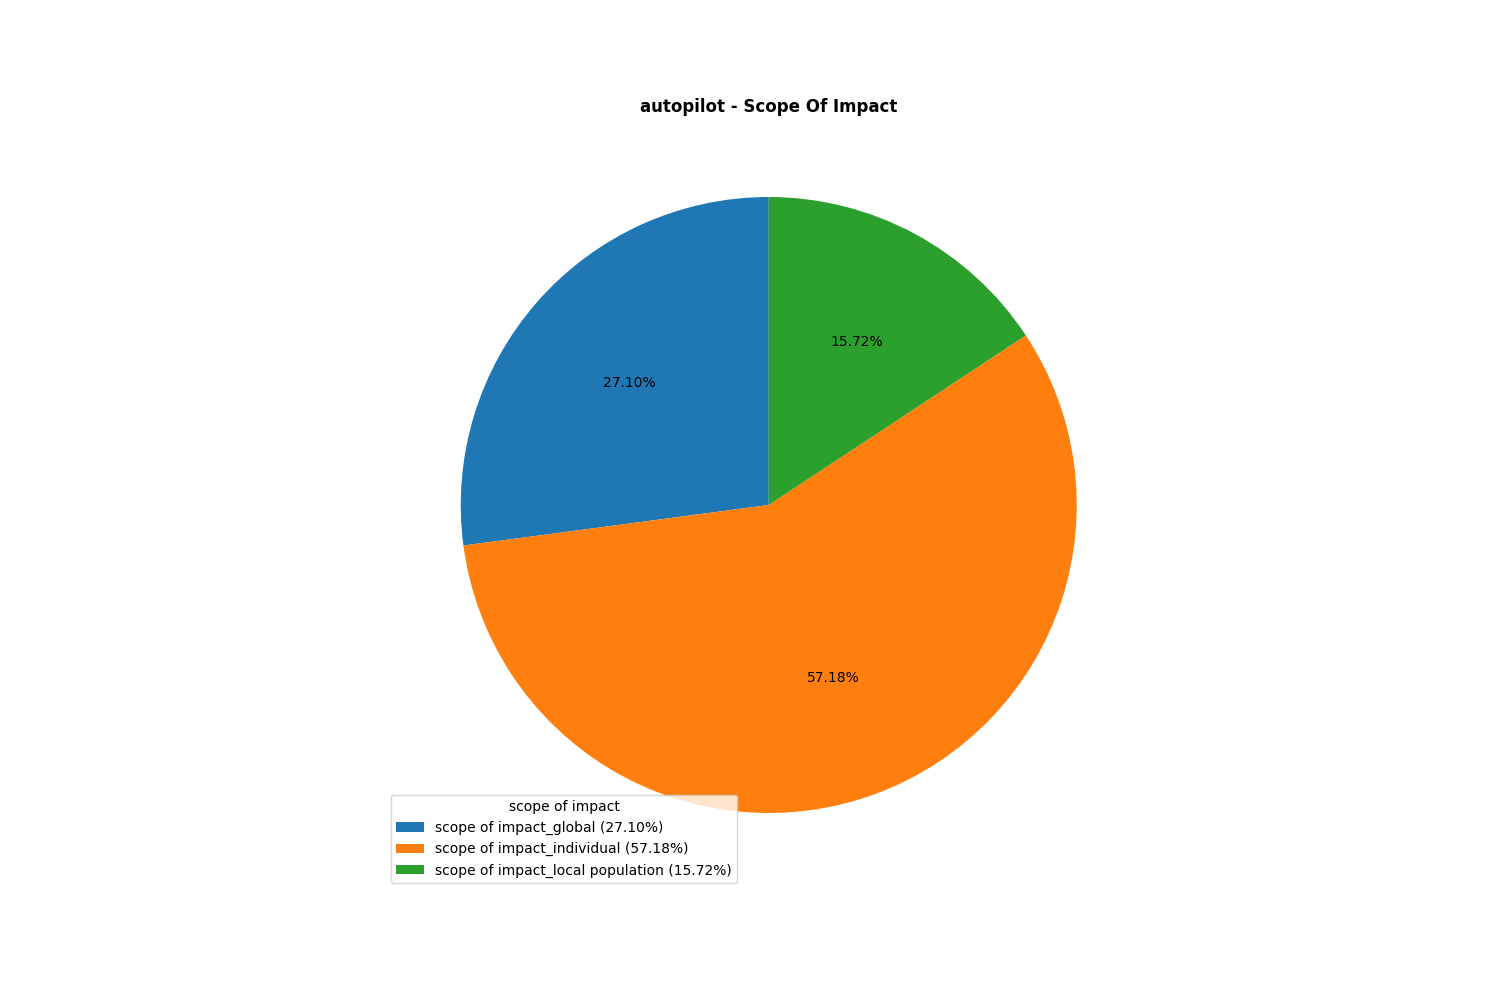 autopilot - Scope Of Impact
15.72%
27.10%
57.18%
scope of impact
scope of impact_global (27.10%)
scope of impact_individual (57.18%)
scope of impact_local population (15.72%)